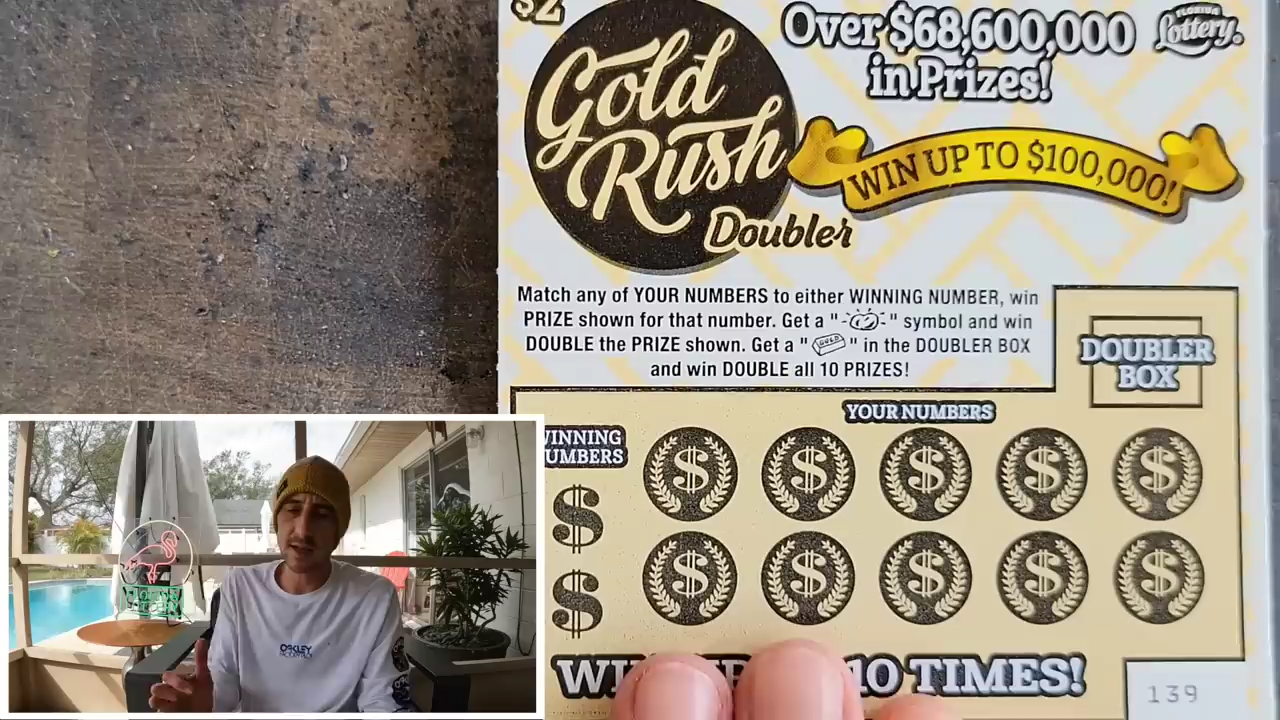 $2
Gold
Rush
Doubler
Over $68,600,000
in Prizes!
FLORIDA
Lottery
WIN UP TO $100,000!
Match any of YOUR NUMBERS to either WINNING NUMBER, win
PRIZE shown for that number. Get a " " symbol and win
DOUBLE the PRIZE shown. Get a "GOLD" in the DOUBLER BOX
and win DOUBLE all 10 PRIZES!
DOUBLER
BOX
YOUR NUMBERS
WINNING
NUMBERS
$ $ $ $ $
$
$ $ $ $ $
$
10 TIMES!
139
OAKLEY